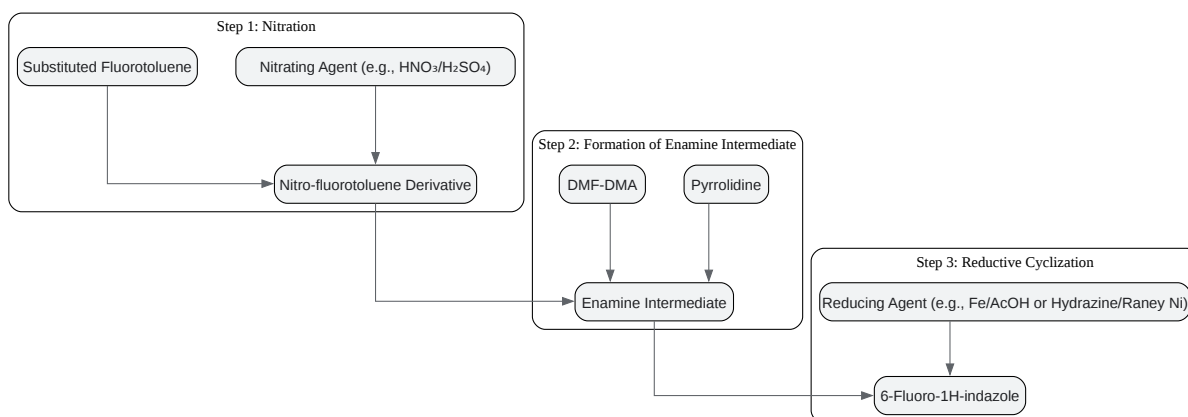 Step 1: Nitration
Substituted Fluorotoluene
Nitrating Agent (e.g., HNO₃/H₂SO₄)
Nitro-fluorotoluene Derivative
Step 2: Formation of Enamine Intermediate
DMF-DMA
Pyrrolidine
Enamine Intermediate
Step 3: Reductive Cyclization
Reducing Agent (e.g., Fe/AcOH or Hydrazine/Raney Ni)
6-Fluoro-1H-indazole